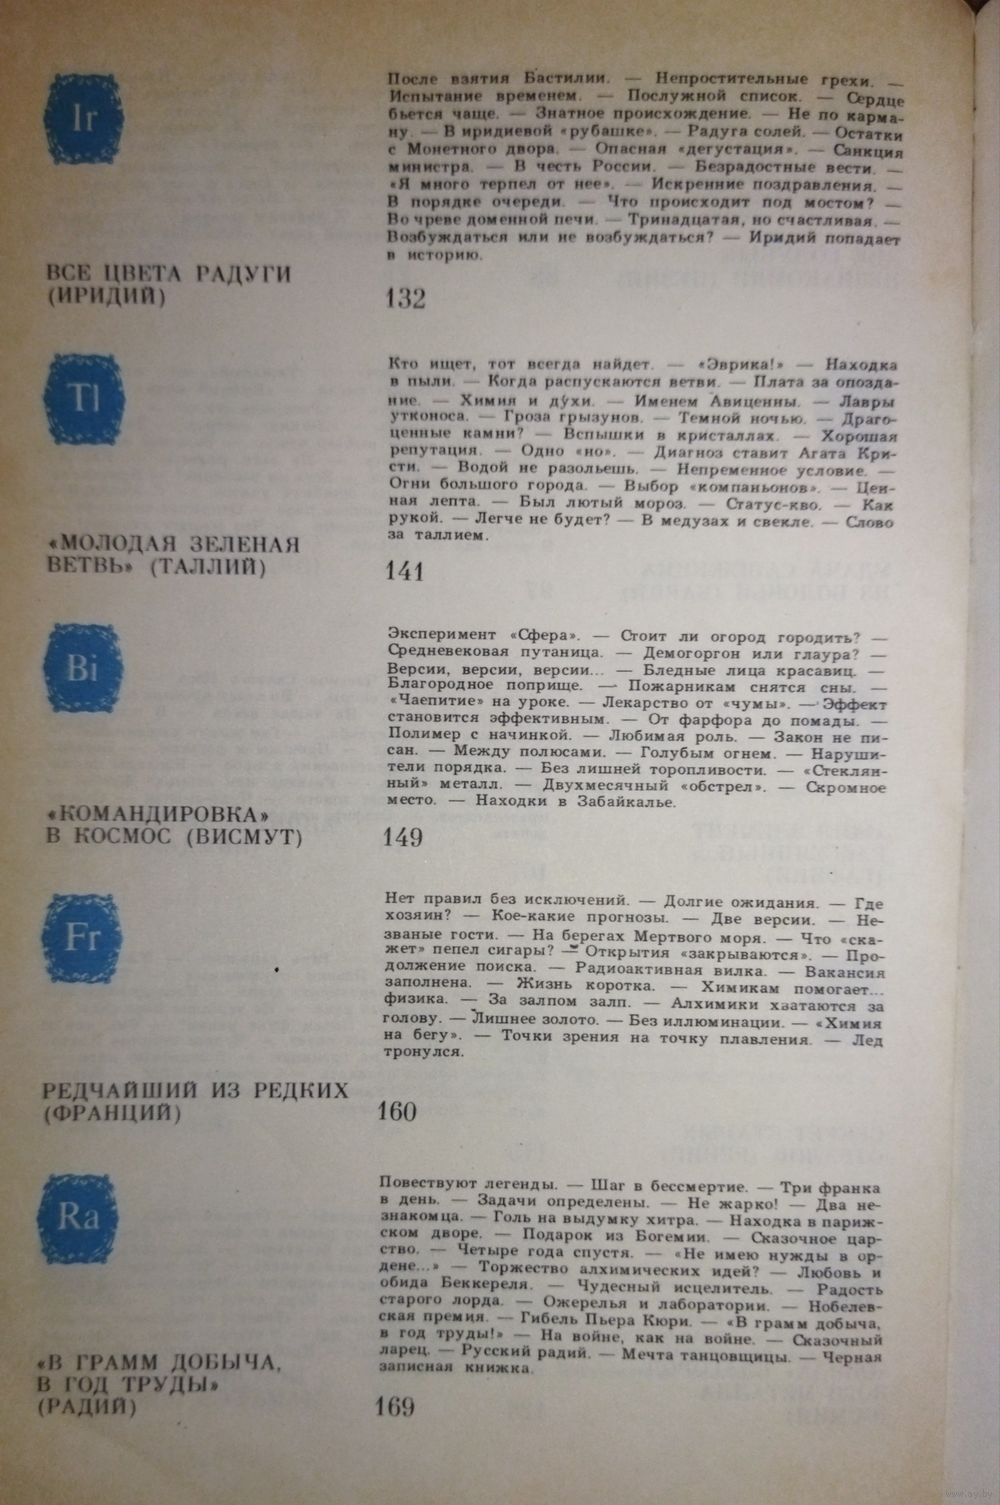 Ir
После взятия Бастилии. — Непростительные грехи. —
Испытание временем. — Послужной список. — Сердце
бьется чаще. — Знатное происхождение. — Не по карма-
ну. — В иридиевой «рубашке». — Радуга солей. — Остатки
с Монетного двора. — Опасная «дегустация». — Санкция
министра. — В честь России. — Безрадостные вести. —
«Я много терпел от нее». — Искренние поздравления. —
В порядке очереди. — Что происходит под мостом? —
Во чреве доменной печи. — Тринадцатая, но счастливая. —
Возбуждаться или не возбуждаться? — Иридий попадает
в историю.
ВСЕ ЦВЕТА РАДУГИ
(ИРИДИЙ)
132
Tl
Кто ищет, тот всегда найдет. — «Эврика!» — Находка
в пыли. — Когда распускаются ветви. — Плата за опозда-
ние. — Химия и духи. — Именем Авиценны. — Лавры
утконоса. — Гроза грызунов. — Темной ночью. — Драго-
ценные камни? — Вспышки в кристаллах. — Хорошая
репутация. — Одно «но». — Диагноз ставит Агата Кри-
сти. — Водой не разольешь. — Непременное условие. —
Огни большого города. — Выбор «компаньонов». — Цен-
ная лепта. — Был лютый мороз. — Статус-кво. — Как
рукой. — Легче не будет? — В медузах и свекле. — Слово
за таллием.
«МОЛОДАЯ ЗЕЛЕНАЯ
ВЕТВЬ» (ТАЛЛИЙ)
141
Bi
Эксперимент «Сфера». — Стоит ли огород городить? —
Средневековая путаница. — Демогоргон или глаура? —
Версии, версии, версии... — Бледные лица красавиц. —
Благородное поприще. — Пожарникам снятся сны. —
«Чаепитие» на уроке. — Лекарство от «чумы». — Эффект
становится эффективным. — От фарфора до помады. —
Полимер с начинкой. — Любимая роль. — Закон не пи-
сан. — Между полюсами. — Голубым огнем. — Наруши-
тели порядка. — Без лишней торопливости. — «Стеклян-
ный» металл. — Двухмесячный «обстрел». — Скромное
место. — Находки в Забайкалье.
«КОМАНДИРОВКА»
В КОСМОС (ВИСМУТ)
149
Fr
Нет правил без исключений. — Долгие ожидания. — Где
хозяин? — Кое-какие прогнозы. — Две версии. — Не-
званые гости. — На берегах Мертвого моря. — Что «ска-
жет» пепел сигары? — Открытия «закрываются». — Про-
должение поиска. — Радиоактивная вилка. — Вакансия
заполнена. — Жизнь коротка. — Химикам помогает...
физика. — За залпом залп. — Алхимики хватаются за
голову. — Лишнее золото. — Без иллюминации. — «Химия
на бегу». — Точки зрения на точку плавления. — Лед
тронулся.
РЕДЧАЙШИЙ ИЗ РЕДКИХ
(ФРАНЦИЙ)
160
Ra
Повествуют легенды. — Шаг в бессмертие. — Три франка
в день. — Задачи определены. — Не жарко! — Два не-
знакомца. — Голь на выдумку хитра. — Находка в париж-
ском дворе. — Подарок из Богемии. — Сказочное цар-
ство. — Четыре года спустя. — «Не имею нужды в ор-
дене...» — Торжество алхимических идей? — Любовь и
обида Беккереля. — Чудесный исцелитель. — Радость
старого лорда. — Ожерелья и лаборатории. — Нобелев-
ская премия. — Гибель Пьера Кюри. — «В грамм добыча,
в год труды!» — На войне, как на войне. — Сказочный
ларец. — Русский радий. — Мечта танцовщицы. — Черная
записная книжка.
«В ГРАММ ДОБЫЧА,
В ГОД ТРУДЫ»
(РАДИЙ)
169
www.ay.by